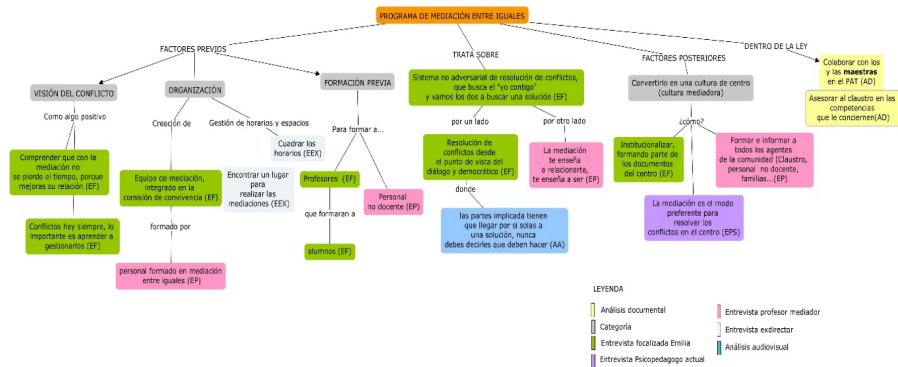 PROGRAMA DE MEDIACIÓN ENTRE IGUALES
FACTORES PREVIOS
TRATA SOBRE
FACTORES POSTERIORES
DENTRO DE LA LEY
VISIÓN DEL CONFLICTO
ORGANIZACIÓN
FORMACIÓN PREVIA
Sistema no adversarial de resolución de conflictos,
que busca el "yo contigo"
y vamos los dos a buscar una solución (EF)
Convertirlo en una cultura de centro
(cultura mediadora)
Colaborar con los
y las maestras
en el PAT (AD)
Asesorar al claustro en las
competencias
que le conciernen(AD)
Como algo positivo
Creación de
Gestión de horarios y espacios
Para formar a...
por un lado
por otro lado
¿cómo?
Comprender que con la
mediación no
se pierde el tiempo, porque
mejoras su relación (EF)
Conflictos hay siempre, lo
importante es aprender a
gestionarlos (EF)
Equipo de mediación,
integrado en la
comisión de convivencia (EF)
formado por
personal formado en mediación
entre iguales (EP)
Cuadrar los
horarios (EEX)
Encontrar un lugar
para
realizar las
mediaciones (EEX)
Profesores (EF)
que formaran a
alumnos (EF)
Personal
no docente (EP)
Resolución de
conflictos desde
el punto de vista del
diálogo y democrático (EF)
donde
las partes implicada tienen
que llegar por si solas a
una solución, nunca
debes decirles que deben hacer (AA)
La mediación
te enseña
a relacionarte,
te enseña a ser (EP)
Institucionalizar,
formando parte de
los documentos
del centro (EF)
Formar e informar a
todos los agentes
de la comunidad (Claustro,
personal no docente,
familias...(EP)
La mediación es el modo
preferente para
resolver los
conflictos en el centro (EPS)
LEYENDA
Análisis documental
Categoría
Entrevista focalizada Emilia
Entrevista Psicopedagogo actual
Entrevista profesor mediador
Entrevista exdirector
Análisis audiovisual